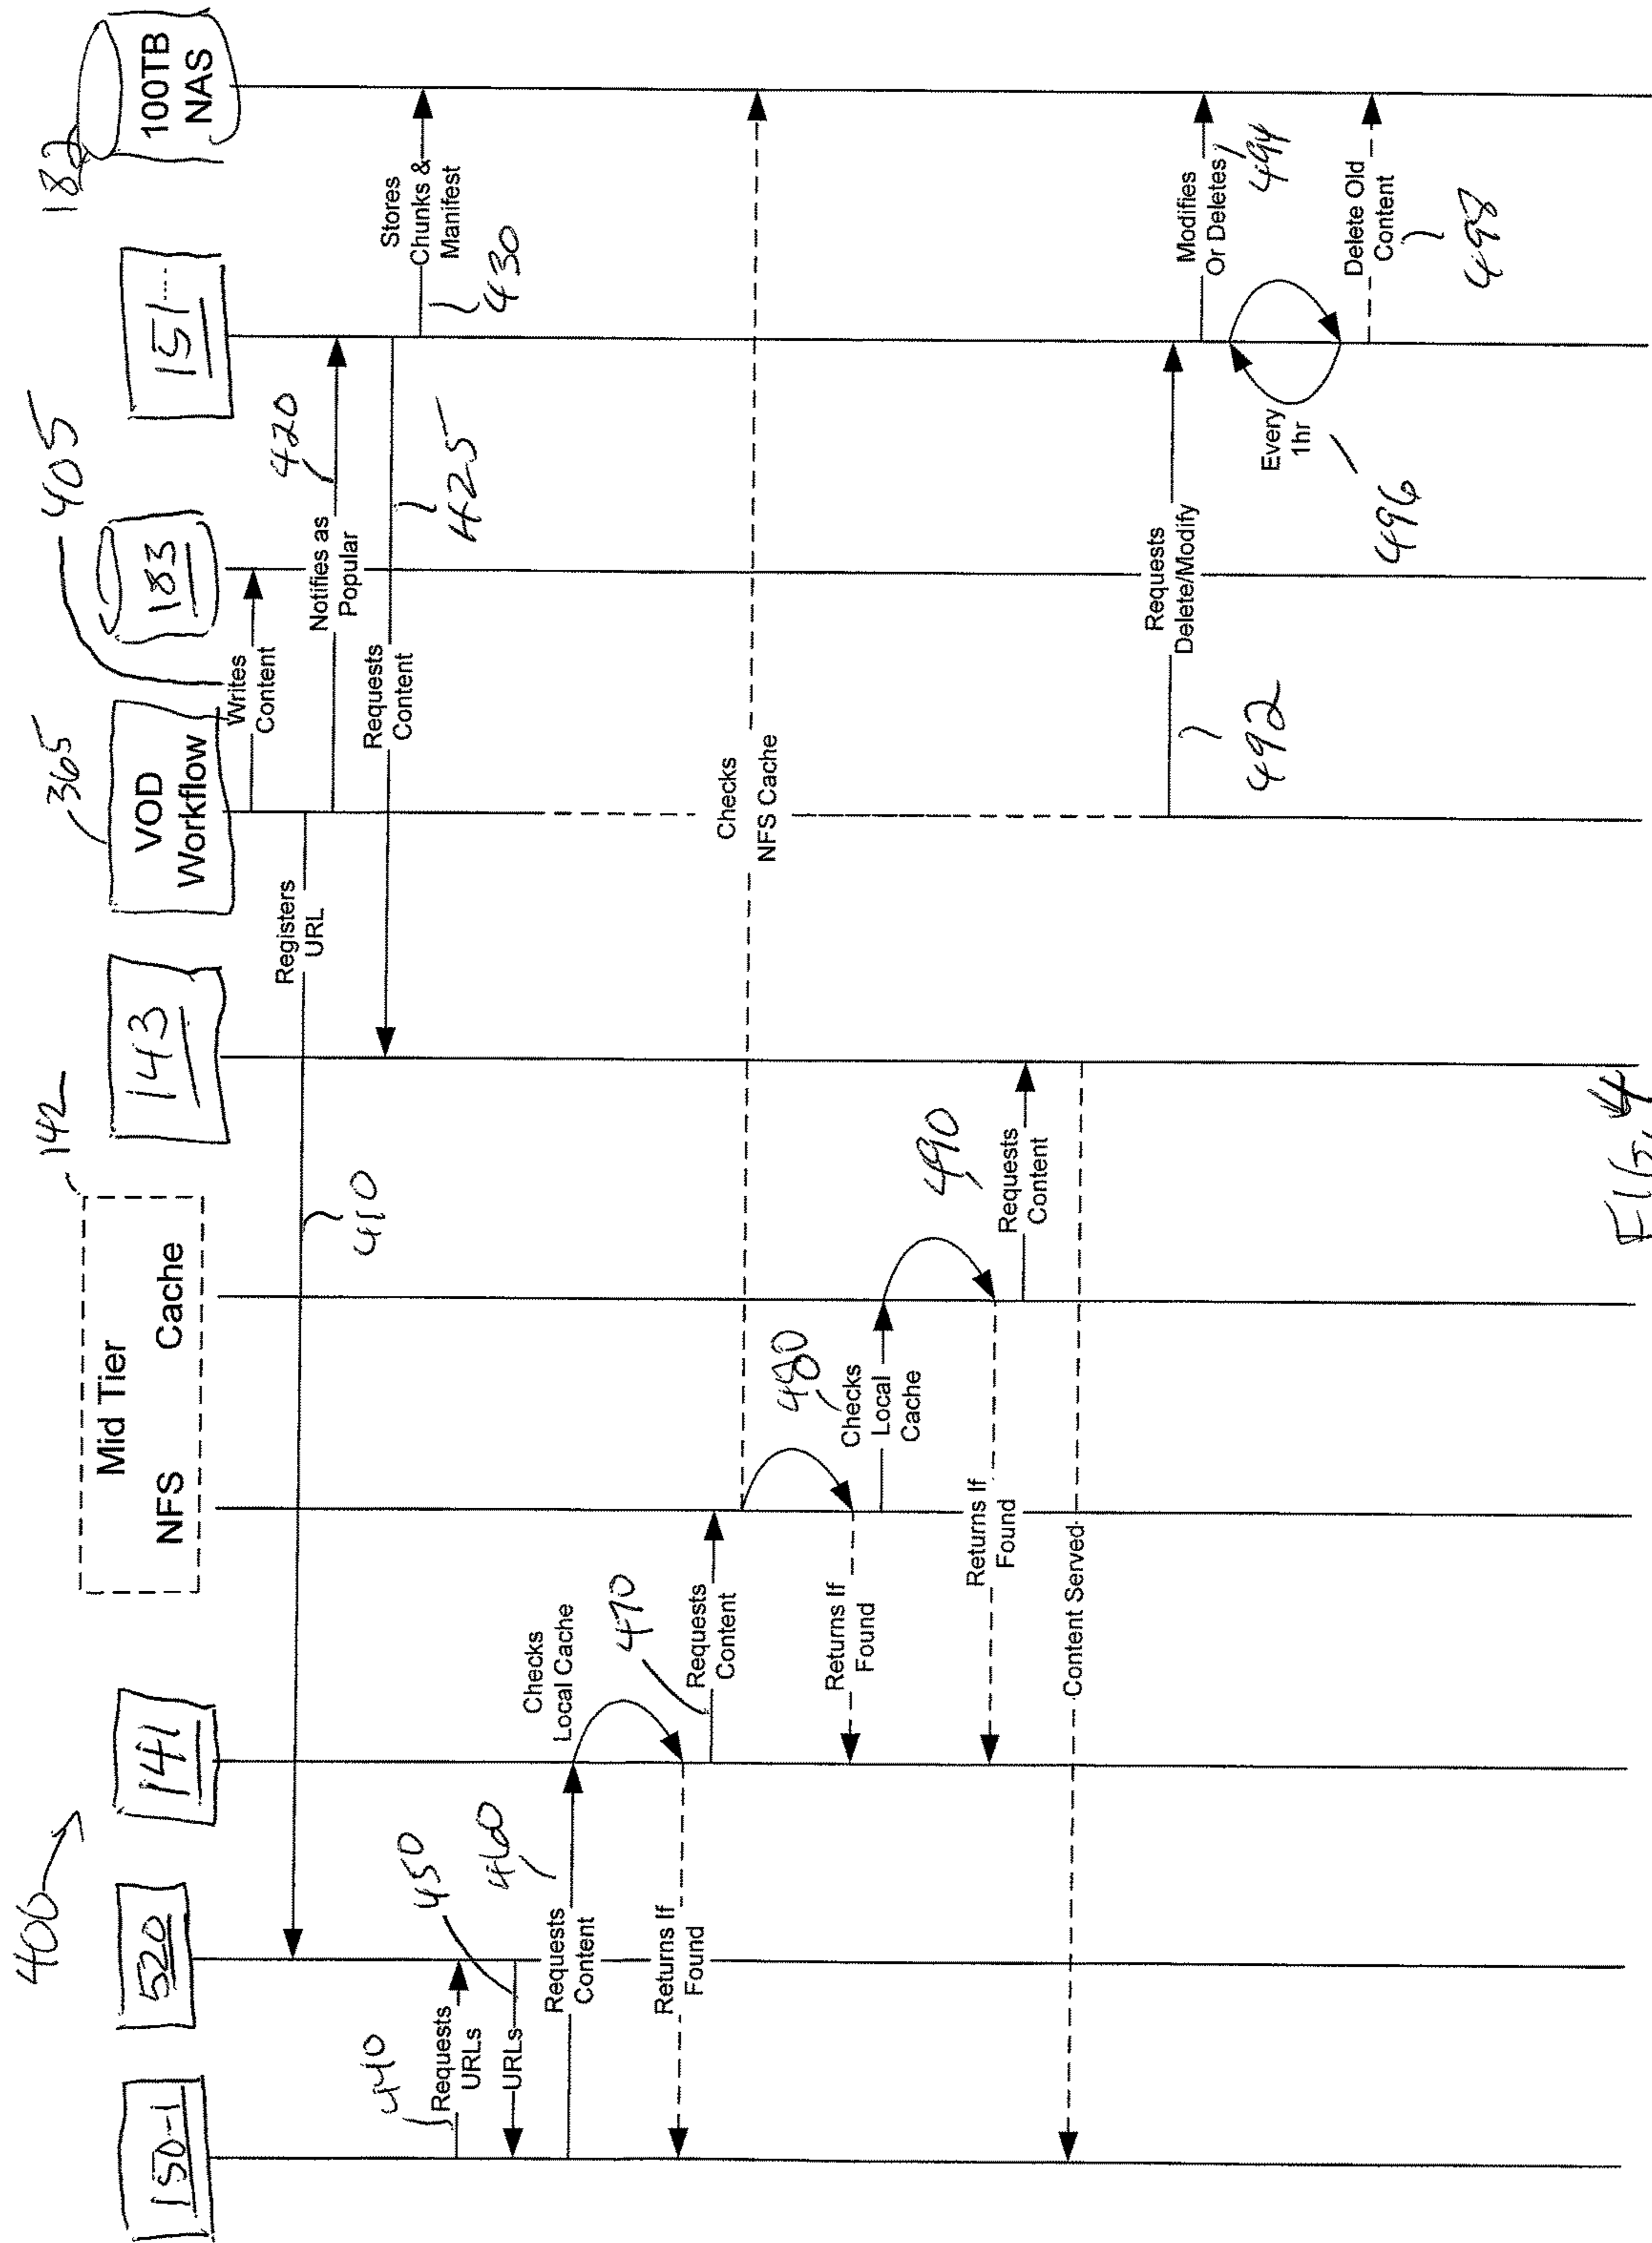 400
405
150-1
520
141
Mid Tier
NFS Cache
142
143
365
VOD
Workflow
183
151
182
100TB
NAS
Writes
Content
Registers
URL
410
Notifies as
Popular
420
Requests
Content
425
Stores
Chunks &
Manifest
430
440
Requests
URLs
450
URLs
460
Requests
Content
Checks
Local Cache
Returns If
Found
470
Requests
Content
Checks
NFS Cache
480
Returns If
Found
Checks
Local
Cache
Returns If
Found
490
Requests
Content
Content Served
Requests
Delete/Modify
492
Modifies
Or Deletes
494
Every
1hr
496
Delete Old
Content
498
FIG. 4